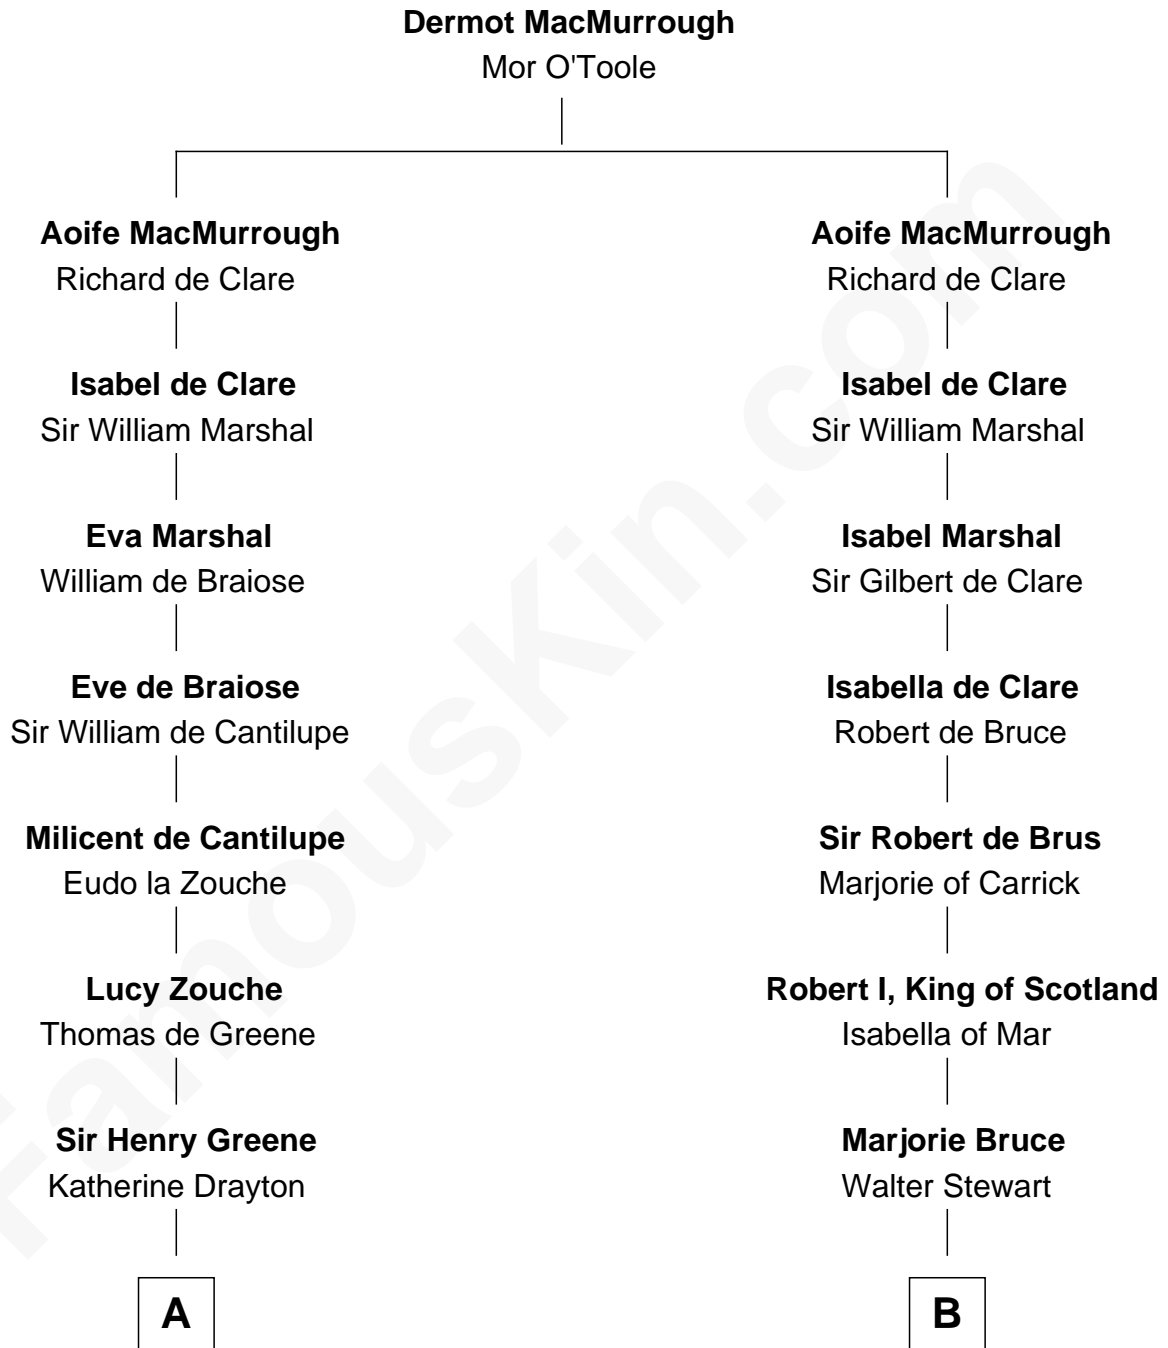 Dermot MacMurrough
Mor O'Toole
Aoife MacMurrough
Richard de Clare
Isabel de Clare
Sir William Marshal
Eva Marshal
William de Braiose
Eve de Braiose
Sir William de Cantilupe
Milicent de Cantilupe
Eudo la Zouche
Lucy Zouche
Thomas de Greene
Sir Henry Greene
Katherine Drayton
A
Aoife MacMurrough
Richard de Clare
Isabel de Clare
Sir William Marshal
Isabel Marshal
Sir Gilbert de Clare
Isabella de Clare
Robert de Bruce
Sir Robert de Brus
Marjorie of Carrick
Robert I, King of Scotland
Isabella of Mar
Marjorie Bruce
Walter Stewart
B
FamousKin.com